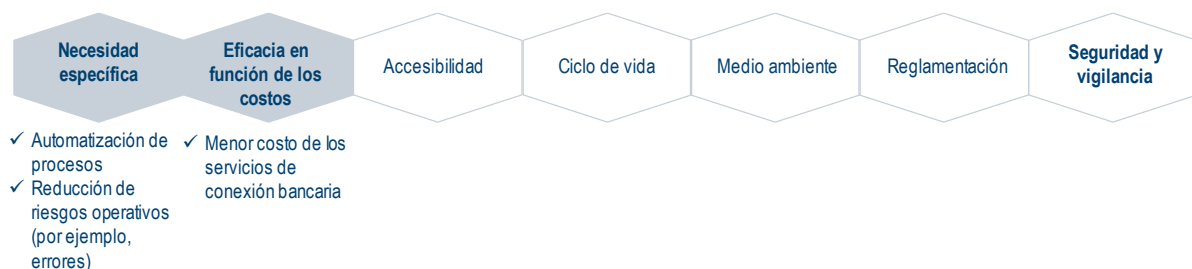 Necesidad
específica
Eficacia en
función de los
costos
Accesibilidad
Ciclo de vida
Medio ambiente
Reglamentación
Seguridad y
vigilancia
✓ Automatización de
procesos
✓ Reducción de
riesgos operativos
(por ejemplo,
errores)
✓ Menor costo de los
servicios de
conexión bancaria